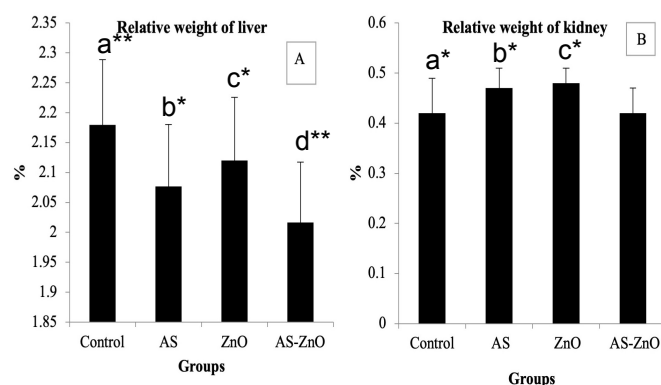 Relative weight of liver
A
2.35
2.3
2.25
2.2
2.15
2.1
2.05
2
1.95
1.9
1.85
%
a**
b*
c*
d**
Control AS ZnO AS-ZnO
Groups
Relative weight of kidney
B
0.6
0.5
0.4
0.3
0.2
0.1
0
%
a*
b*
c*
Control AS ZnO AS-ZnO
Groups